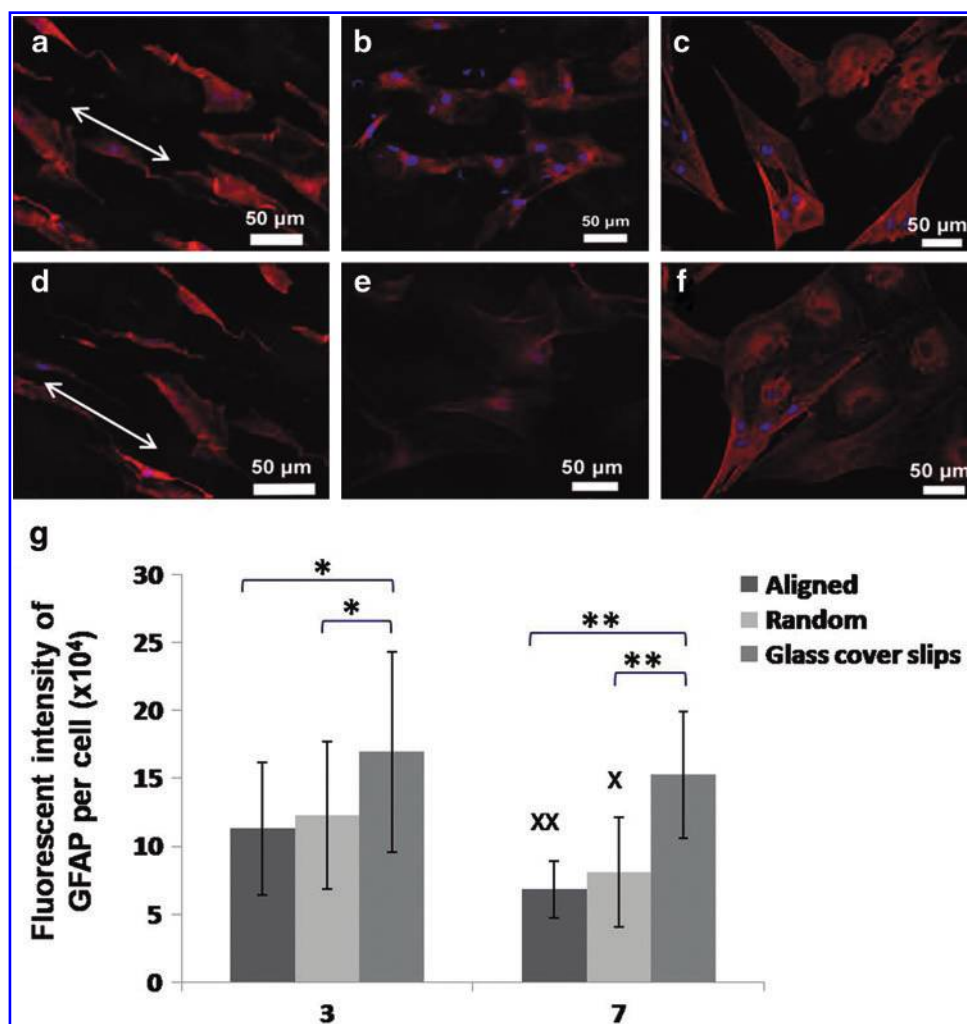 a
b
c
50 µm
50 µm
50 µm
d
e
f
50 µm
50 µm
50 µm
g
Fluorescent intensity of
GFAP per cell (x10⁴)
30
25
20
15
10
5
0
*
*
**
**
XX
X
Aligned
Random
Glass cover slips
3
7